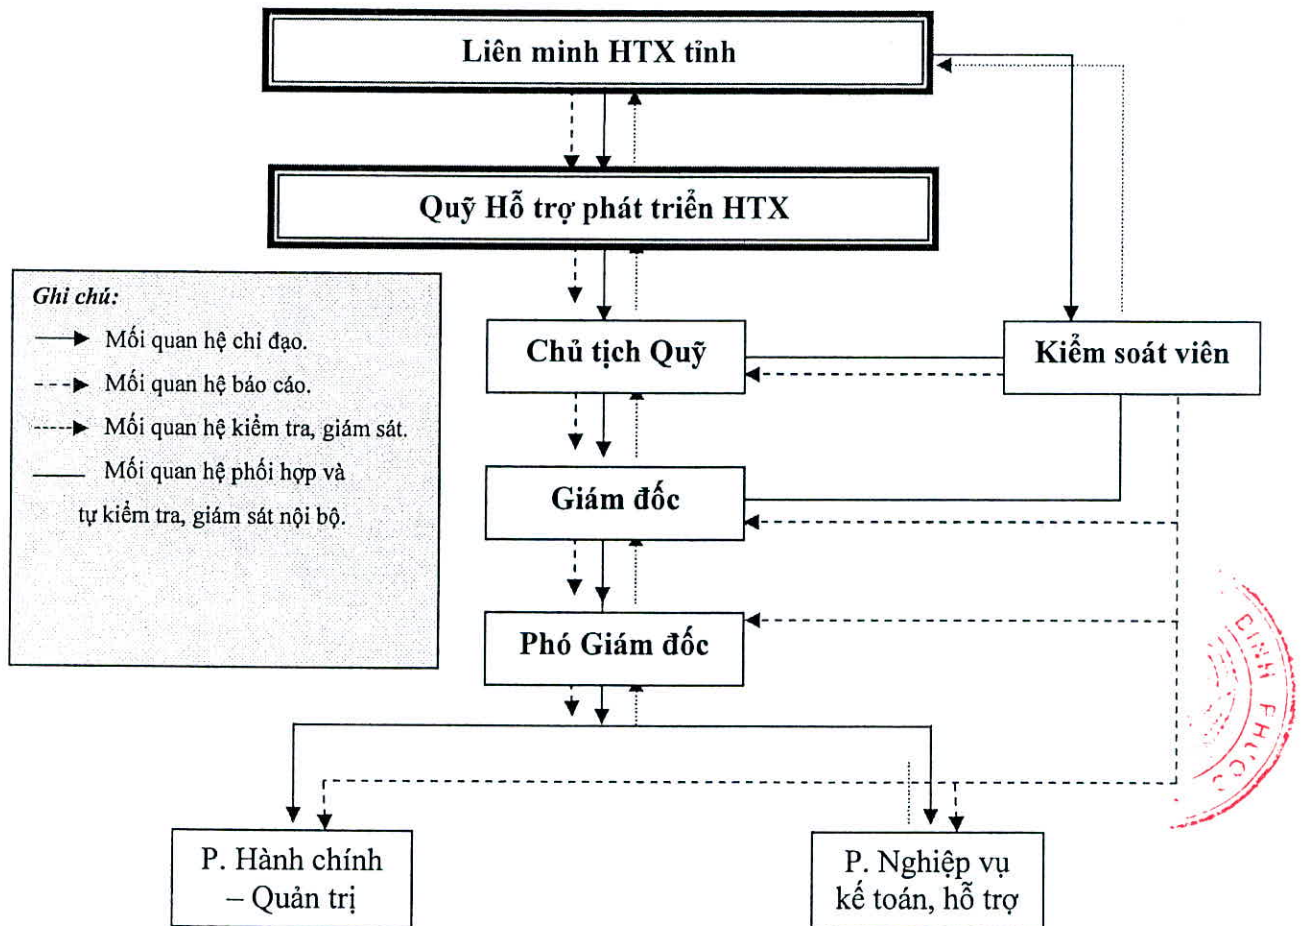 Liên minh HTX tỉnh
Quỹ Hỗ trợ phát triển HTX
Ghi chú:
Mối quan hệ chỉ đạo.
Mối quan hệ báo cáo.
Mối quan hệ kiểm tra, giám sát.
Mối quan hệ phối hợp và
tự kiểm tra, giám sát nội bộ.
Chủ tịch Quỹ
Kiểm soát viên
Giám đốc
Phó Giám đốc
P. Hành chính
– Quản trị
P. Nghiệp vụ
kế toán, hỗ trợ